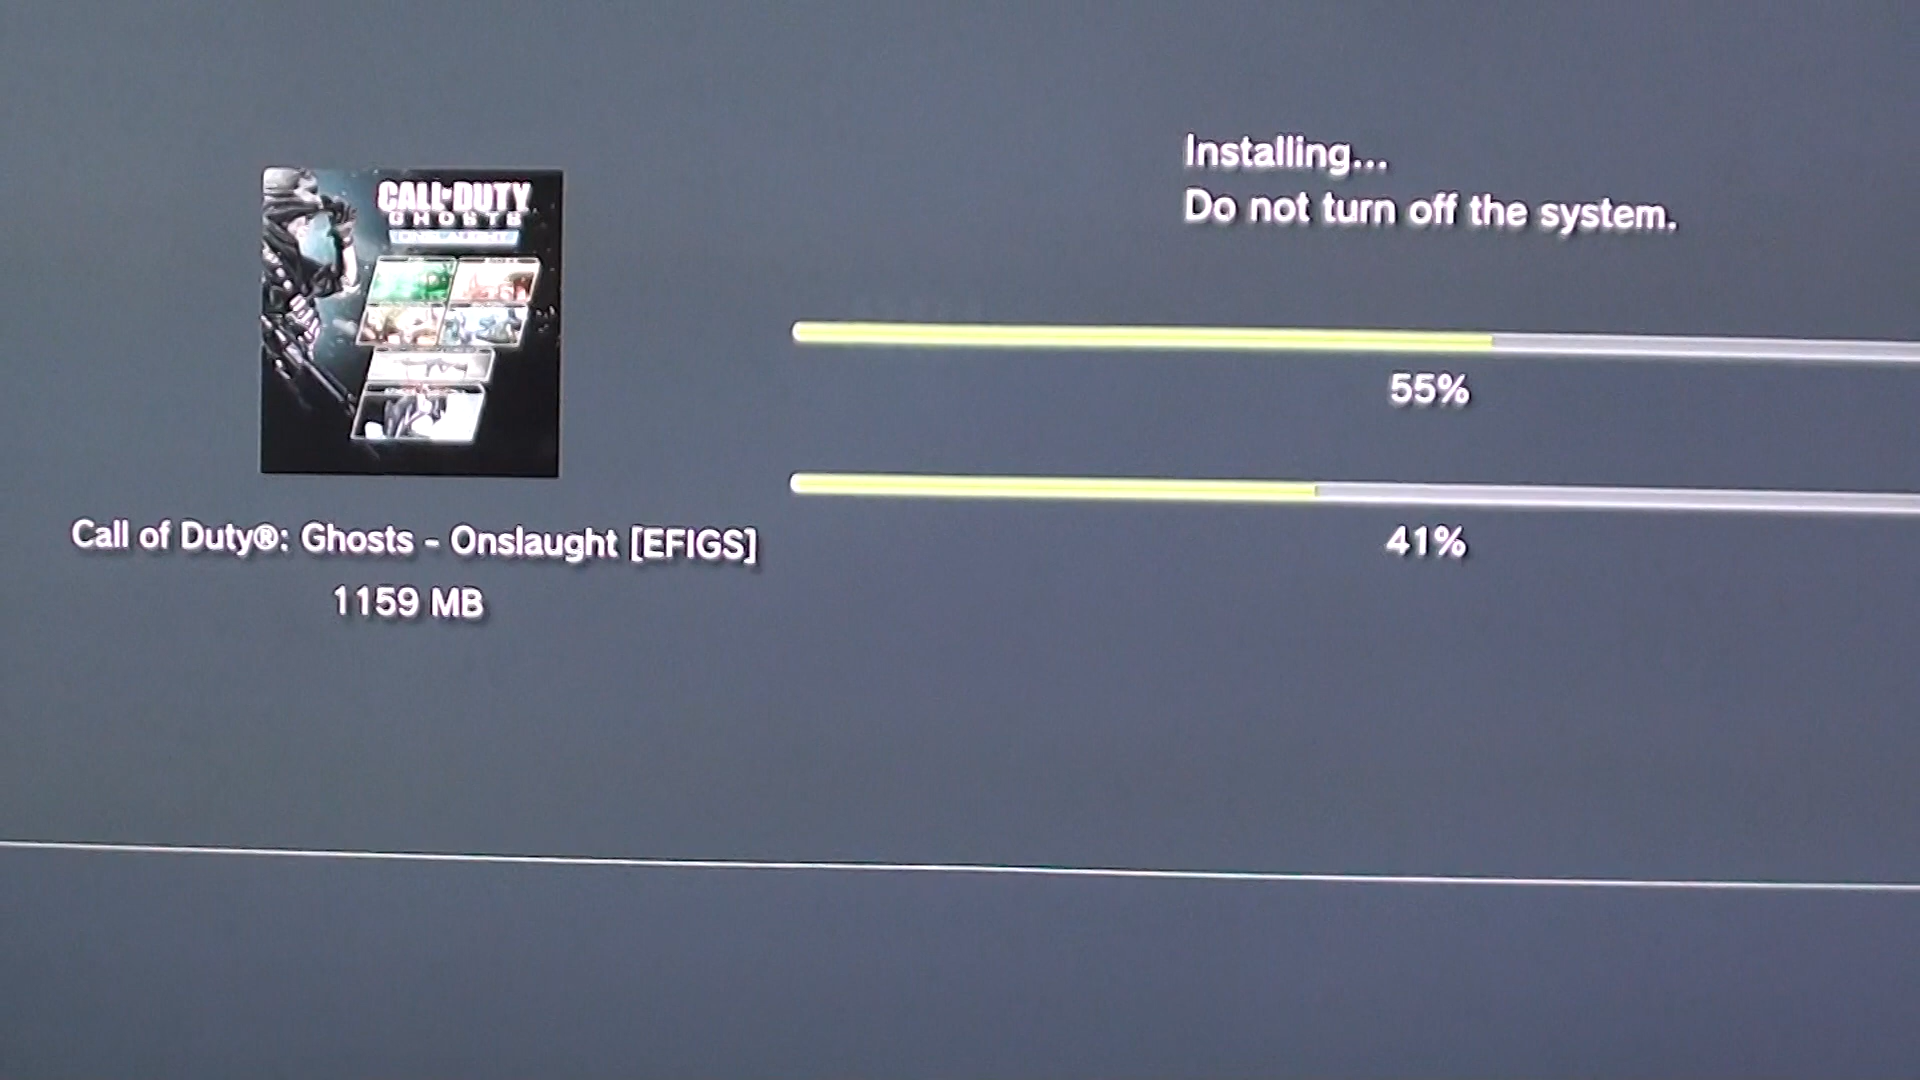 Installing...
Do not turn off the system.
CALL OF DUTY
GHOSTS
55%
41%
Call of Duty®: Ghosts - Onslaught [EFIGS]
1159 MB